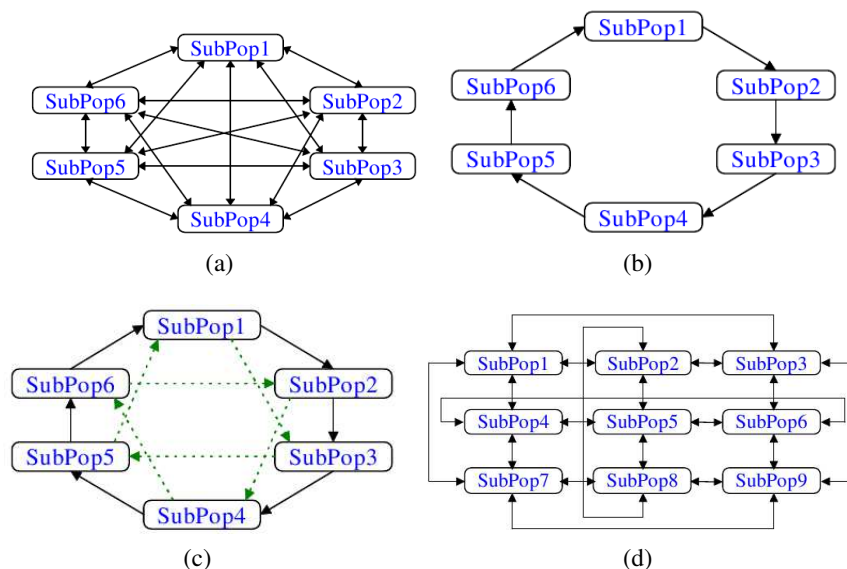 SubPop1
SubPop6
SubPop2
SubPop5
SubPop3
SubPop4
(a)
SubPop1
SubPop6
SubPop2
SubPop5
SubPop3
SubPop4
(b)
SubPop1
SubPop6
SubPop2
SubPop5
SubPop3
SubPop4
(c)
SubPop1 SubPop2 SubPop3
SubPop4 SubPop5 SubPop6
SubPop7 SubPop8 SubPop9
(d)